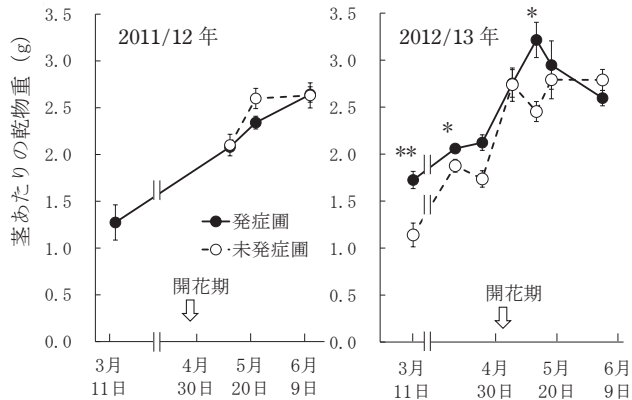 茎あたりの乾物重 (g)
3.5
3.0
2.5
2.0
1.5
1.0
0.5
0.0
2011/12 年
発症圃
未発症圃
開花期
3月
11日
4月
30日
5月
20日
6月
9日
3.5
3.0
2.5
2.0
1.5
1.0
0.5
0.0
2012/13 年
**
*
*
開花期
3月
11日
4月
30日
5月
20日
6月
9日